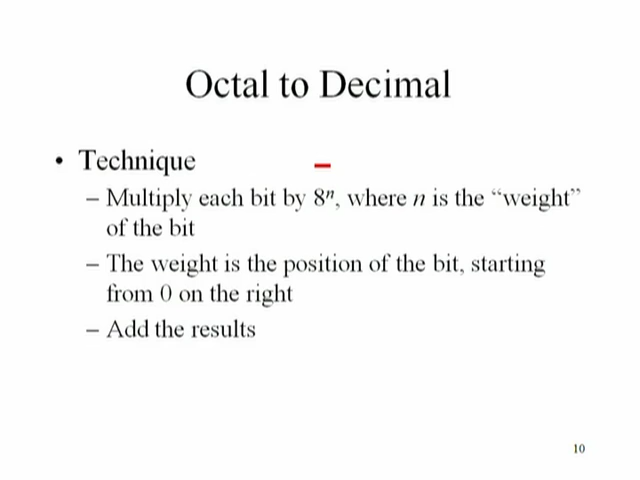 Octal to Decimal
• Technique
– Multiply each bit by 8ⁿ, where n is the “weight”
of the bit
– The weight is the position of the bit, starting
from 0 on the right
– Add the results
10